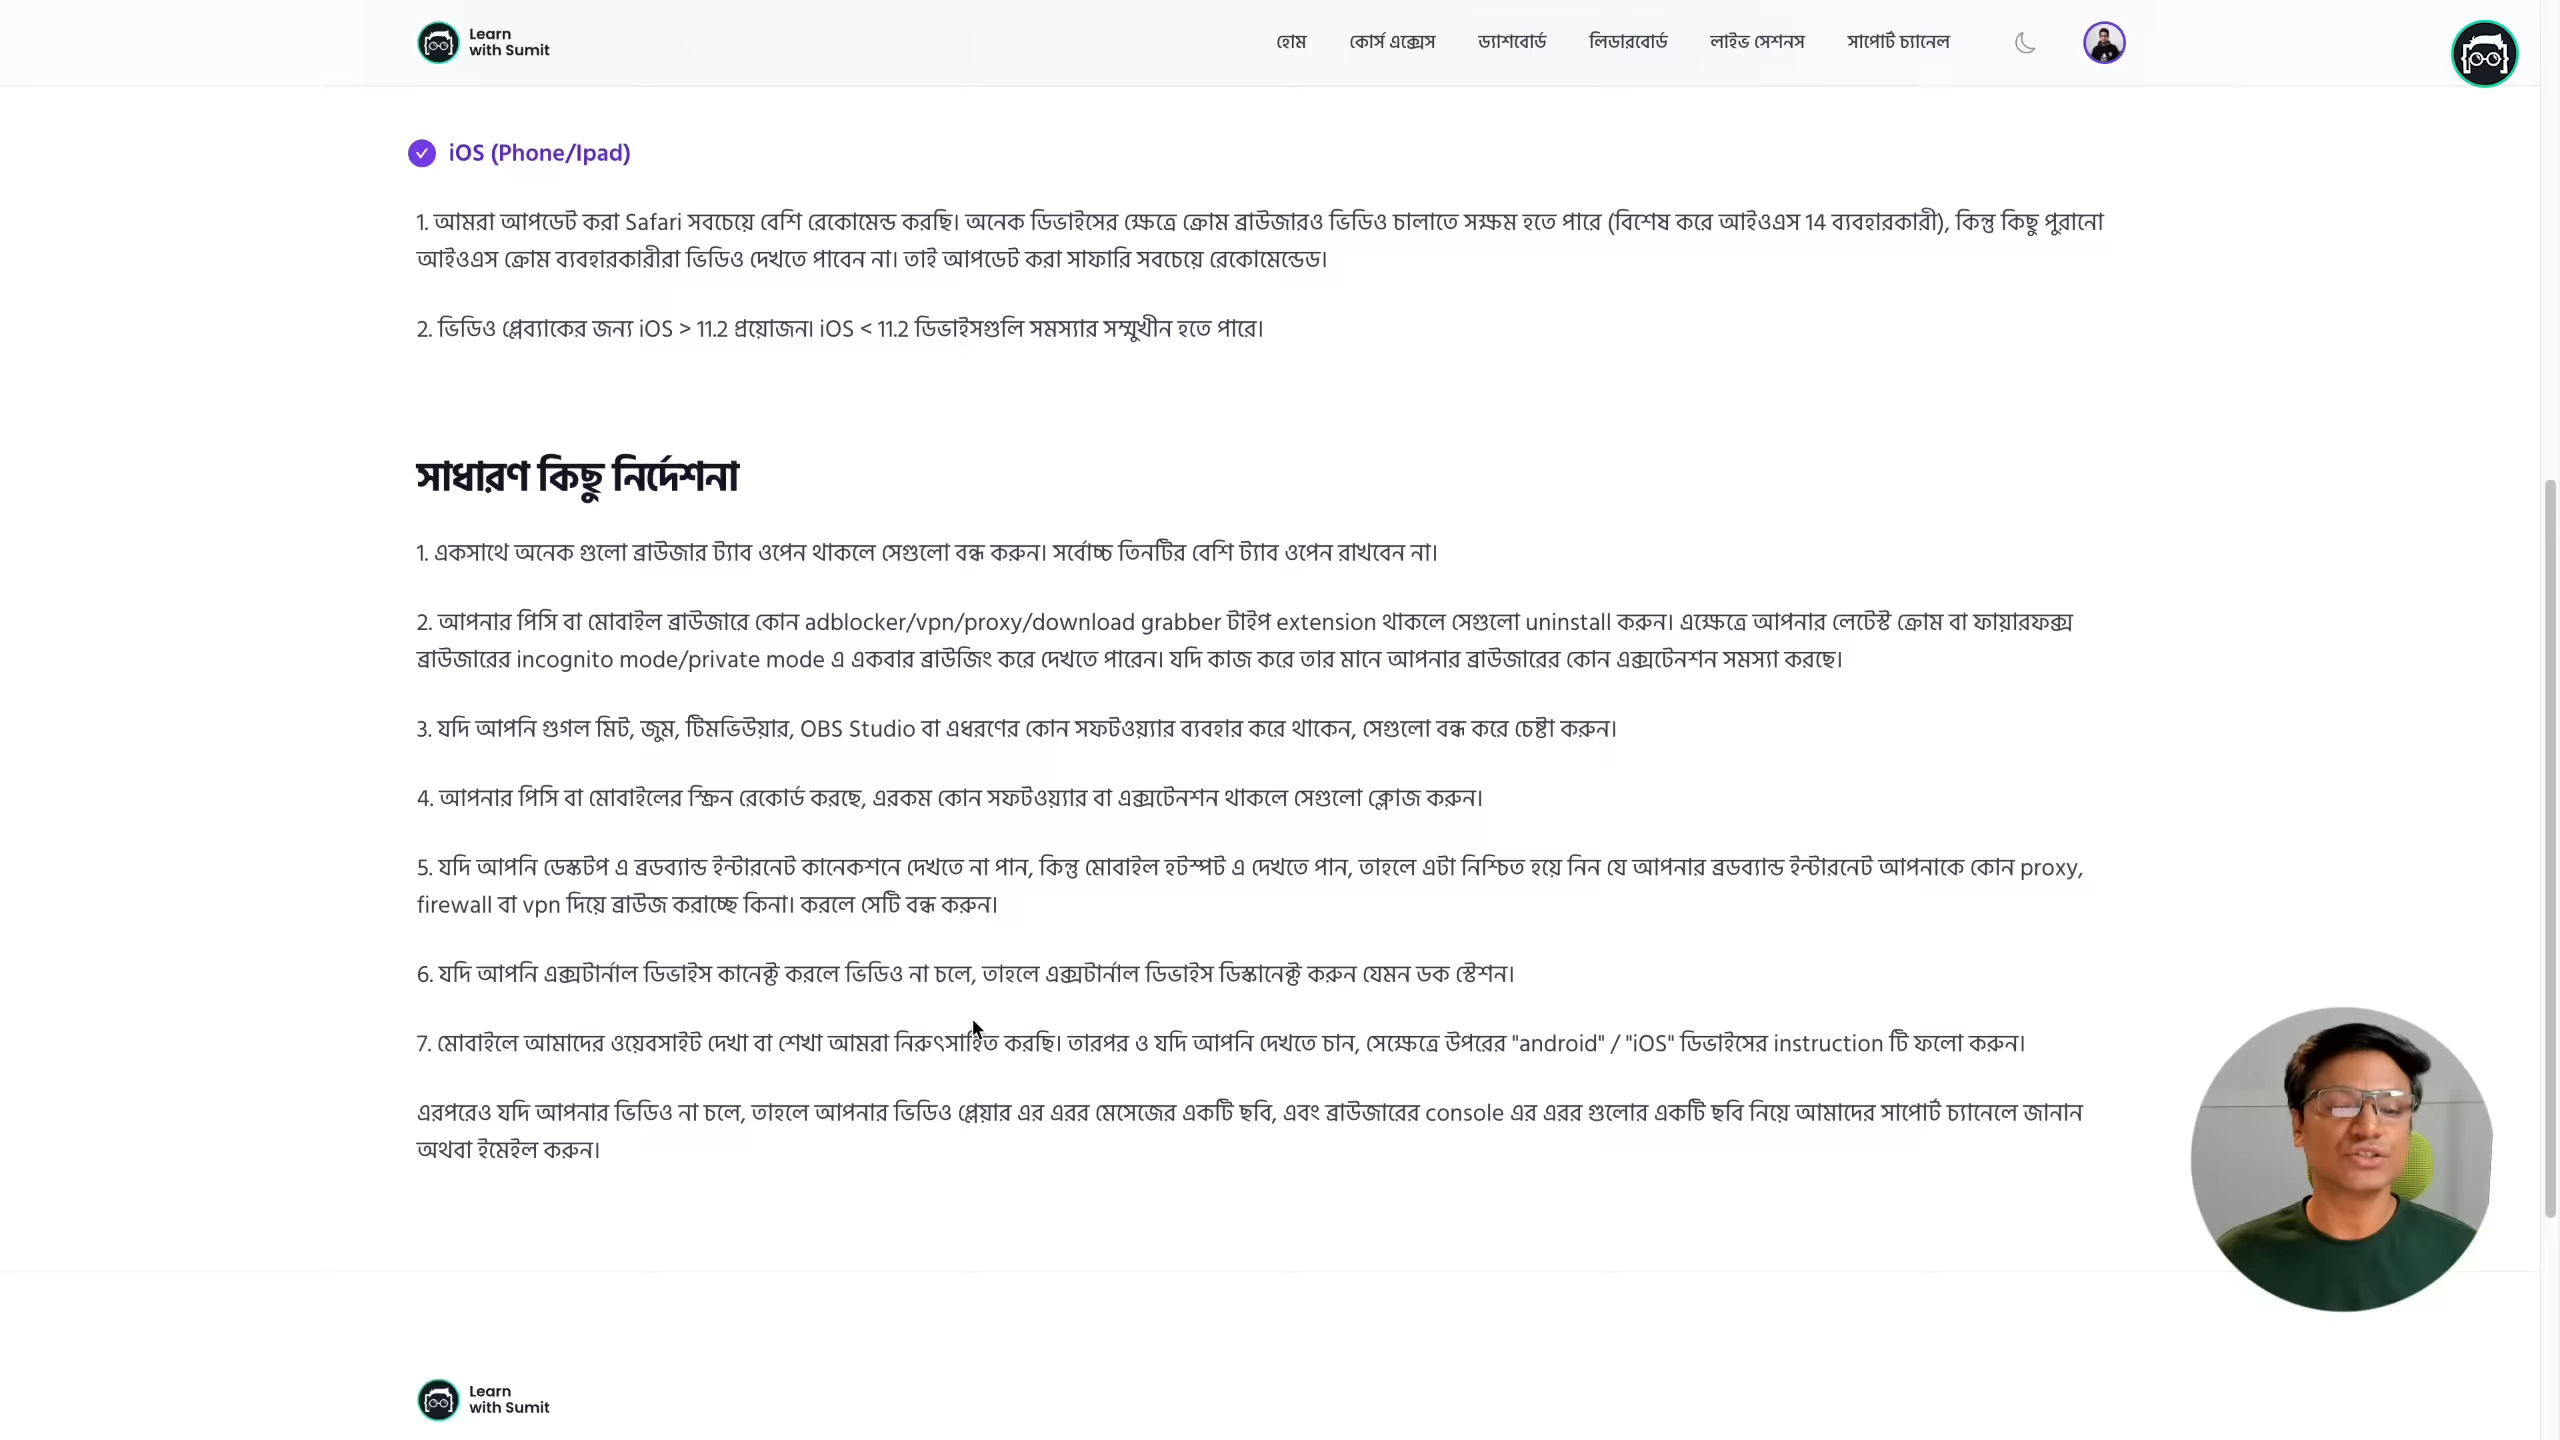 Learn
with Sumit
হোম কোর্স এক্সেস ড্যাশবোর্ড লিডারবোর্ড লাইভ সেশনস সাপোর্ট চ্যানেল
iOS (Phone/Ipad)
1. আমরা আপডেট করা Safari সবচেয়ে বেশি রেকোমেন্ড করছি। অনেক ডিভাইসের ক্ষেত্রে ক্রোম ব্রাউজারও ভিডিও চালাতে সক্ষম হতে পারে (বিশেষ করে আইওএস 14 ব্যবহারকারী), কিন্তু কিছু পুরানো
আইওএস ক্রোম ব্যবহারকারীরা ভিডিও দেখতে পাবেন না। তাই আপডেট করা সাফারি সবচেয়ে রেকোমেন্ডেড।
2. ভিডিও প্লেব্যাকের জন্য iOS > 11.2 প্রয়োজন। iOS < 11.2 ডিভাইসগুলি সমস্যার সম্মুখীন হতে পারে।
সাধারণ কিছু নির্দেশনা
1. একসাথে অনেক গুলো ব্রাউজার ট্যাব ওপেন থাকলে সেগুলো বন্ধ করুন। সর্বোচ্চ তিনটির বেশি ট্যাব ওপেন রাখবেন না।
2. আপনার পিসি বা মোবাইল ব্রাউজারে কোন adblocker/vpn/proxy/download grabber টাইপ extension থাকলে সেগুলো uninstall করুন। এক্ষেত্রে আপনার লেটেস্ট ক্রোম বা ফায়ারফক্স
ব্রাউজারের incognito mode/private mode এ একবার ব্রাউজিং করে দেখতে পারেন। যদি কাজ করে তার মানে আপনার ব্রাউজারের কোন এক্সটেনশন সমস্যা করছে।
3. যদি আপনি গুগল মিট, জুম, টিমভিউয়ার, OBS Studio বা এধরণের কোন সফটওয়্যার ব্যবহার করে থাকেন, সেগুলো বন্ধ করে চেষ্টা করুন।
4. আপনার পিসি বা মোবাইলের স্ক্রিন রেকোর্ড করছে, এরকম কোন সফটওয়্যার বা এক্সটেনশন থাকলে সেগুলো ক্লোজ করুন।
5. যদি আপনি ডেস্কটপ এ ব্রডব্যান্ড ইন্টারনেট কানেকশনে দেখতে না পান, কিন্তু মোবাইল হটস্পট এ দেখতে পান, তাহলে এটা নিশ্চিত হয়ে নিন যে আপনার ব্রডব্যান্ড ইন্টারনেট আপনাকে কোন proxy,
firewall বা vpn দিয়ে ব্রাউজ করাচ্ছে কিনা। করলে সেটি বন্ধ করুন।
6. যদি আপনি এক্সটার্নাল ডিভাইস কানেক্ট করলে ভিডিও না চলে, তাহলে এক্সটার্নাল ডিভাইস ডিস্কানেক্ট করুন যেমন ডক স্টেশন।
7. মোবাইলে আমাদের ওয়েবসাইট দেখা বা শেখা আমরা নিরুৎসাহিত করছি। তারপর ও যদি আপনি দেখতে চান, সেক্ষেত্রে উপরের "android" / "iOS" ডিভাইসের instruction টি ফলো করুন।
এরপরেও যদি আপনার ভিডিও না চলে, তাহলে আপনার ভিডিও প্লেয়ার এর এরর মেসেজের একটি ছবি, এবং ব্রাউজারের console এর এরর গুলোর একটি ছবি নিয়ে আমাদের সাপোর্ট চ্যানেলে জানান
অথবা ইমেইল করুন।
Learn
with Sumit